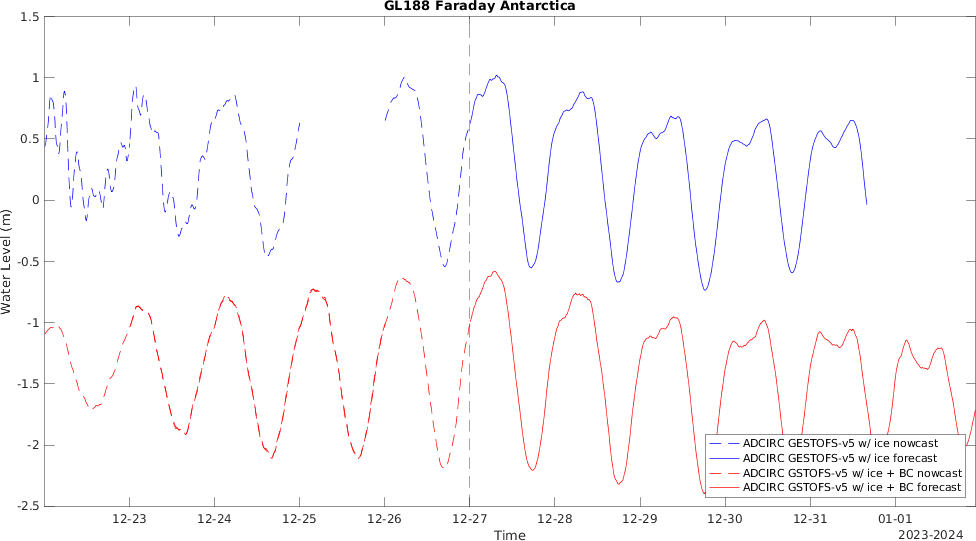 GL188 Faraday Antarctica
1.5
1
0.5
0
-0.5
-1
-1.5
-2
-2.5
Water Level (m)
12-23 12-24 12-25 12-26 12-27 12-28 12-29 12-30 12-31 01-01
Time
2023-2024
ADCIRC GESTOFS-v5 w/ ice nowcast
ADCIRC GESTOFS-v5 w/ ice forecast
ADCIRC GSTOFS-v5 w/ ice + BC nowcast
ADCIRC GSTOFS-v5 w/ ice + BC forecast